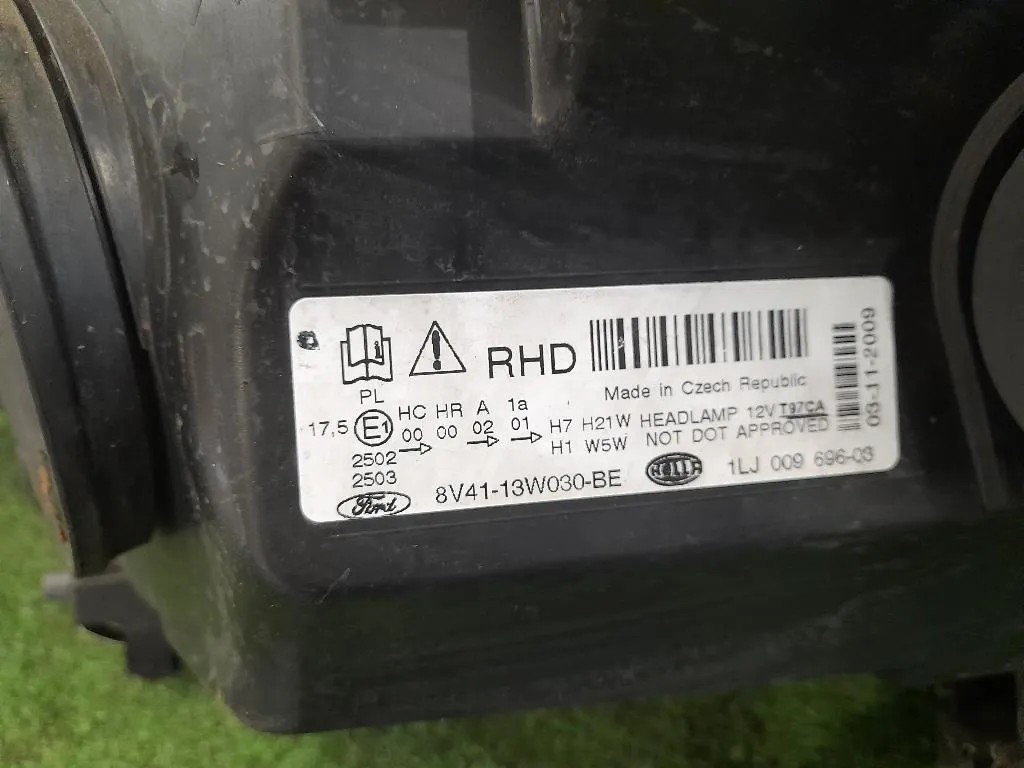 RHD
Made in Czech Republic
03-11-2009
PL
17,5 E1 HC HR A 1a
00 00 02 01
H7 H21W HEADLAMP 12V T97CA
H1 W5W NOT DOT APPROVED
2502
2503
Ford 8V41-13W030-BE HELLA 1LJ 009 696-03